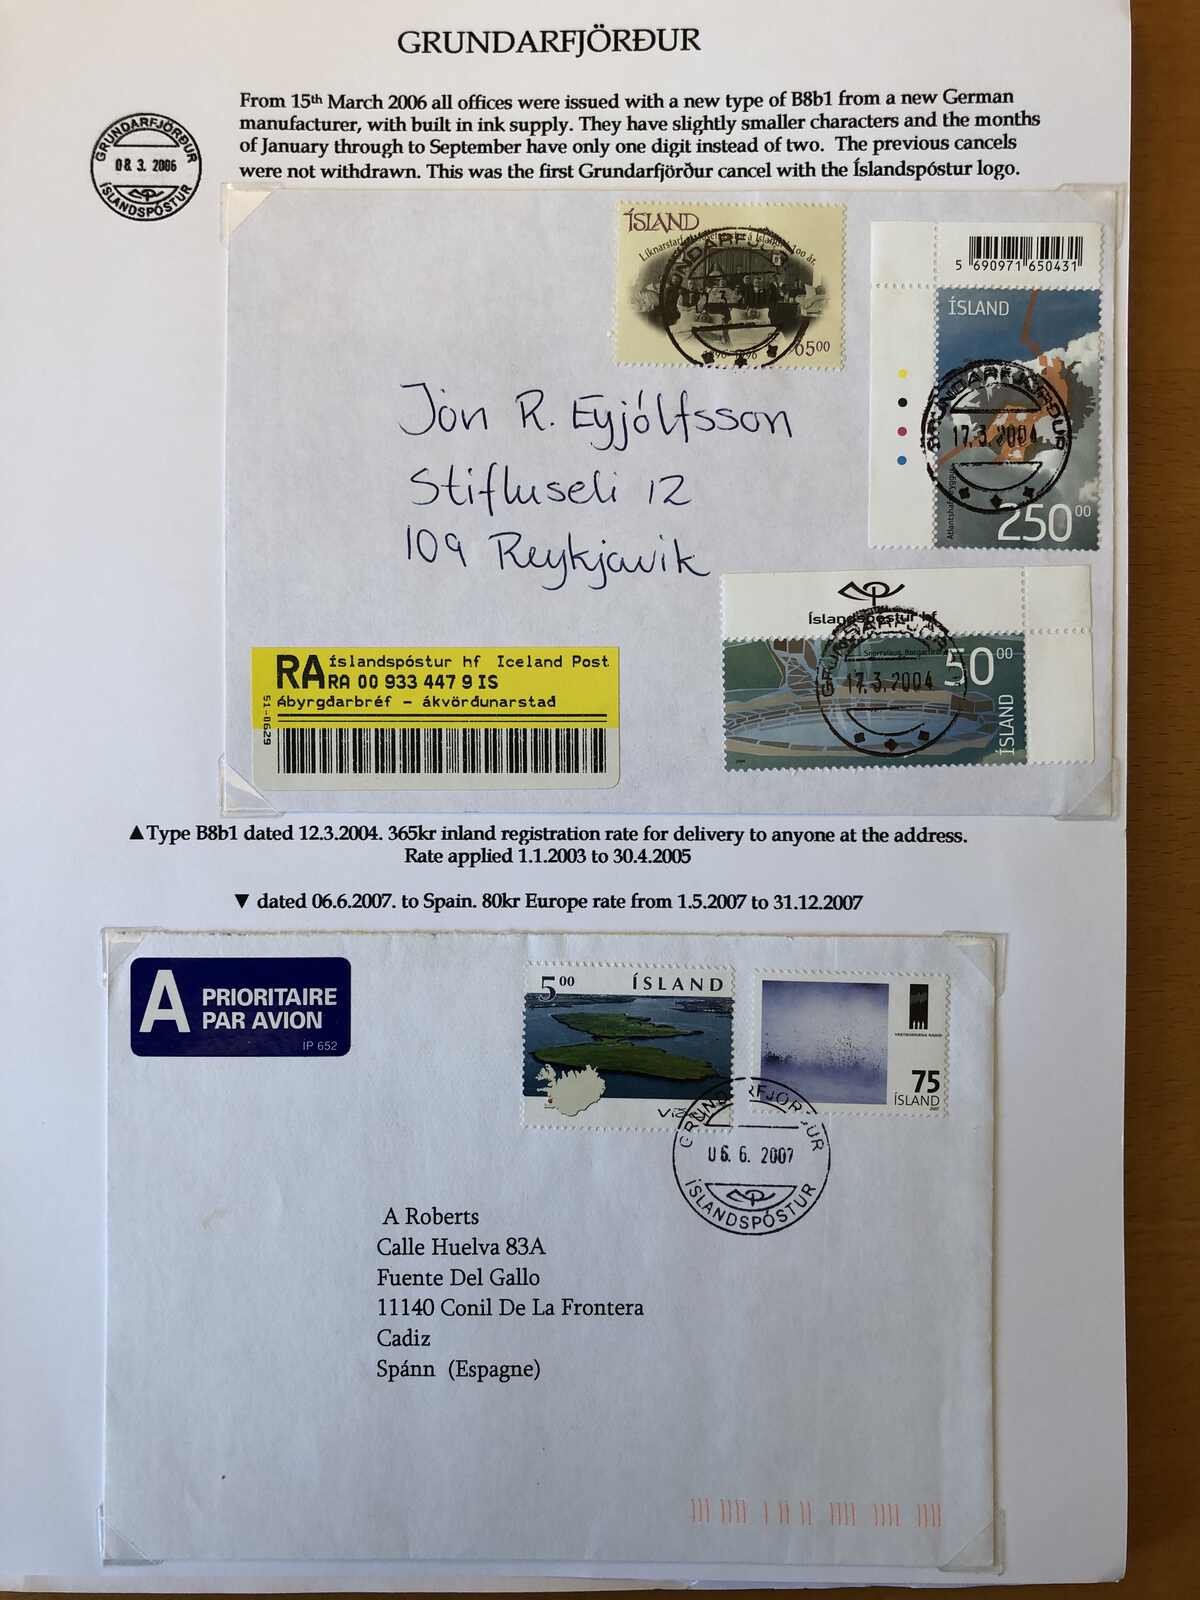 GRUNDARFJÖRÐUR
From 15th March 2006 all offices were issued with a new type of B8b1 from a new German
manufacturer, with built in ink supply. They have slightly smaller characters and the months
of January through to September have only one digit instead of two. The previous cancels
were not withdrawn. This was the first Grundarfjörður cancel with the Íslandspóstur logo.
GRUNDARFJÖRÐUR
08. 3. 2006
ÍSLANDSPÓSTUR
ÍSLAND
6500
5 690971 650431
ÍSLAND
GRUNDARFJÖRÐUR
17.3.2004
250 00
Jón R. Eyjólfsson
Stífluseli 12
109 Reykjavik
Íslandspóstur hf
Snorralaug, Borgarfirði
50 00
17.3.2004
ÍSLAND
RA Íslandspóstur hf Iceland Post
RA 00 933 447 9 IS
Ábyrgðarbréf - ákvörðunarstað
51-0629
▲Type B8b1 dated 12.3.2004. 365kr inland registration rate for delivery to anyone at the address.
Rate applied 1.1.2003 to 30.4.2005
▼ dated 06.6.2007. to Spain. 80kr Europe rate from 1.5.2007 to 31.12.2007
A PRIORITAIRE
PAR AVION
ÍP 652
5 00 ÍSLAND
75
ÍSLAND
GRUNDARFJÖRÐUR
06. 6. 2007
ÍSLANDSPÓSTUR
A Roberts
Calle Huelva 83A
Fuente Del Gallo
11140 Conil De La Frontera
Cadiz
Spánn (Espagne)